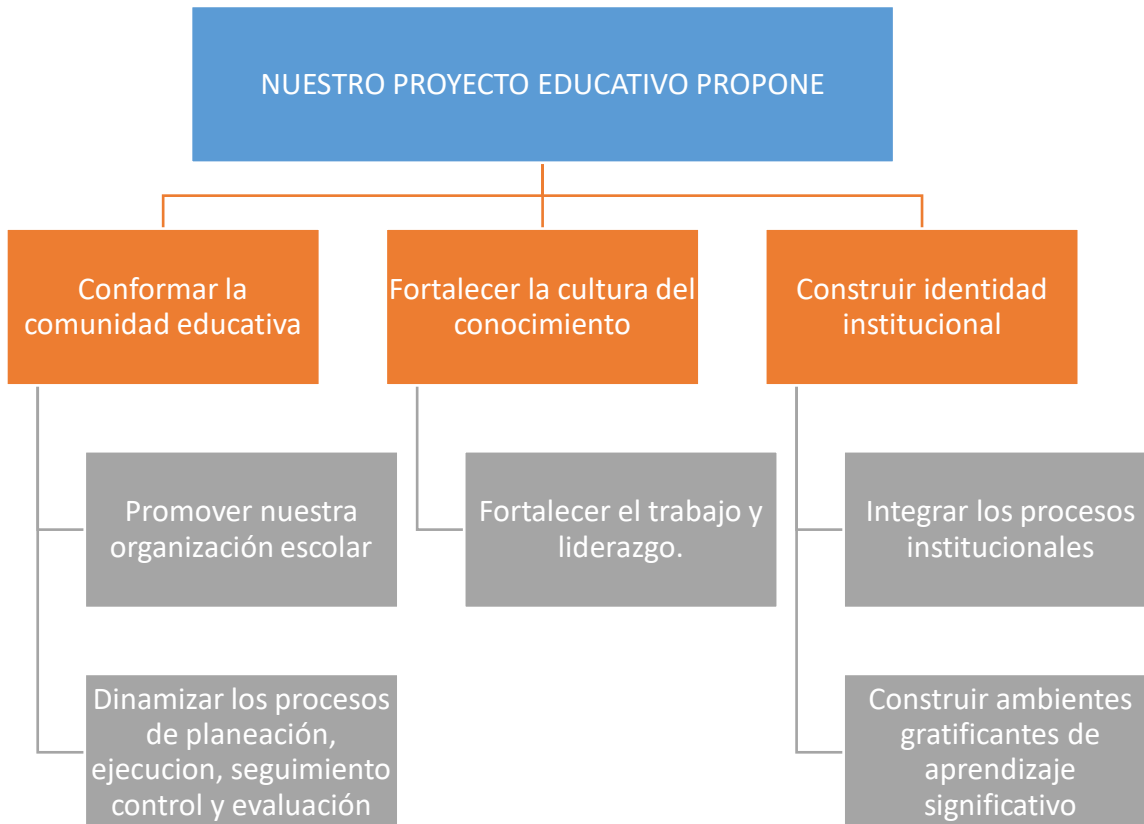 NUESTRO PROYECTO EDUCATIVO PROPONE
Conformar la
comunidad educativa
Promover nuestra
organización escolar
Dinamizar los procesos
de planeación,
ejecucion, seguimiento
control y evaluación
Fortalecer la cultura del
conocimiento
Fortalecer el trabajo y
liderazgo.
Construir identidad
institucional
Integrar los procesos
institucionales
Construir ambientes
gratificantes de
aprendizaje
significativo